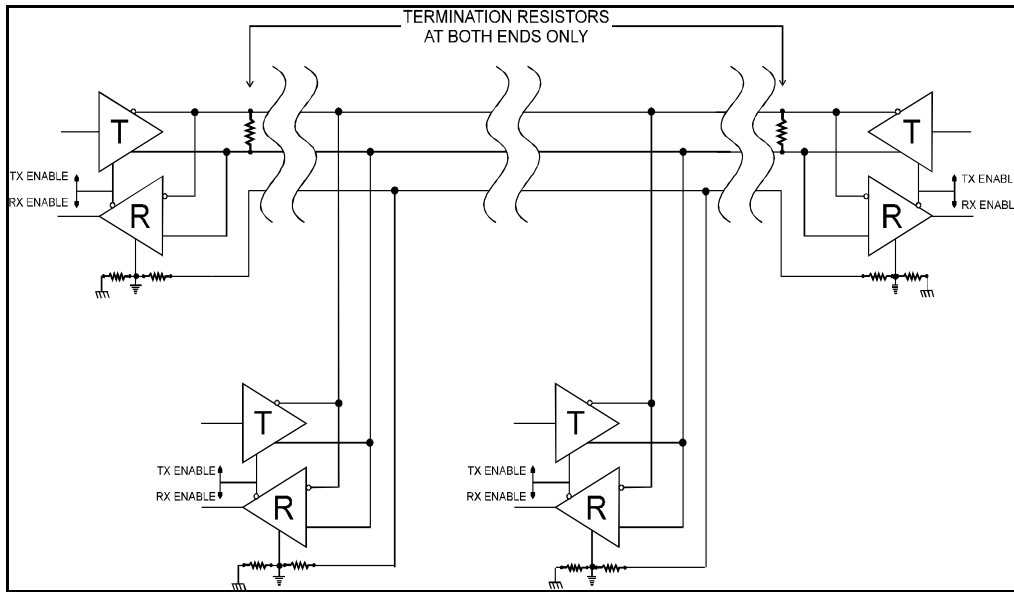 TERMINATION RESISTORS
AT BOTH ENDS ONLY
T
T
TX ENABLE
RX ENABLE
R
TX ENABL
RX ENABL
R
T
T
TX ENABLE
RX ENABLE
R
TX ENABLE
RX ENABLE
R